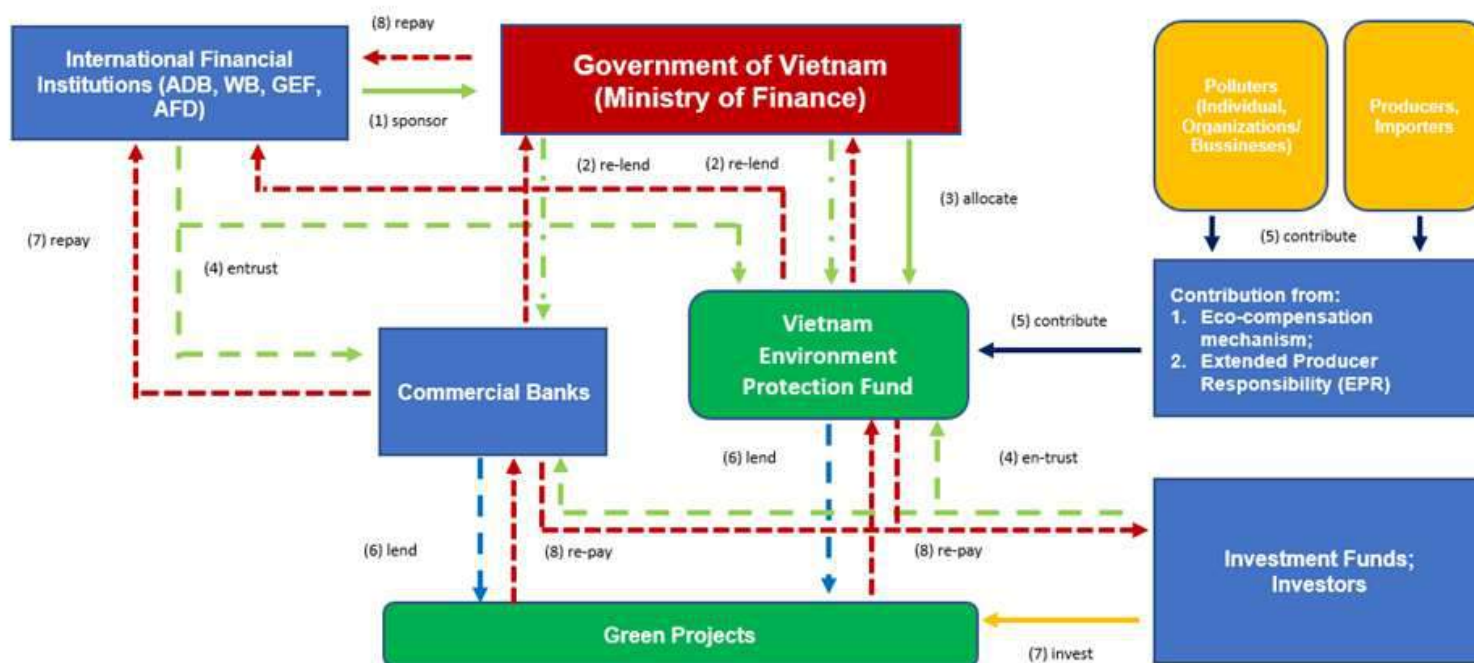 (8) repay
International Financial
Institutions (ADB, WB, GEF,
AFD)
(1) sponsor
Government of Vietnam
(Ministry of Finance)
Polluters
(Individual,
Organizations/
Bussineses)
Producers,
Importers
(2) re-lend
(2) re-lend
(3) allocate
(5) contribute
(7) repay
(4) entrust
Contribution from:
1. Eco-compensation
mechanism;
2. Extended Producer
Responsibility (EPR)
(5) contribute
Vietnam
Environment
Protection Fund
Commercial Banks
(6) lend
(4) en-trust
(6) lend
(8) re-pay
(8) re-pay
Investment Funds;
Investors
Green Projects
(7) invest